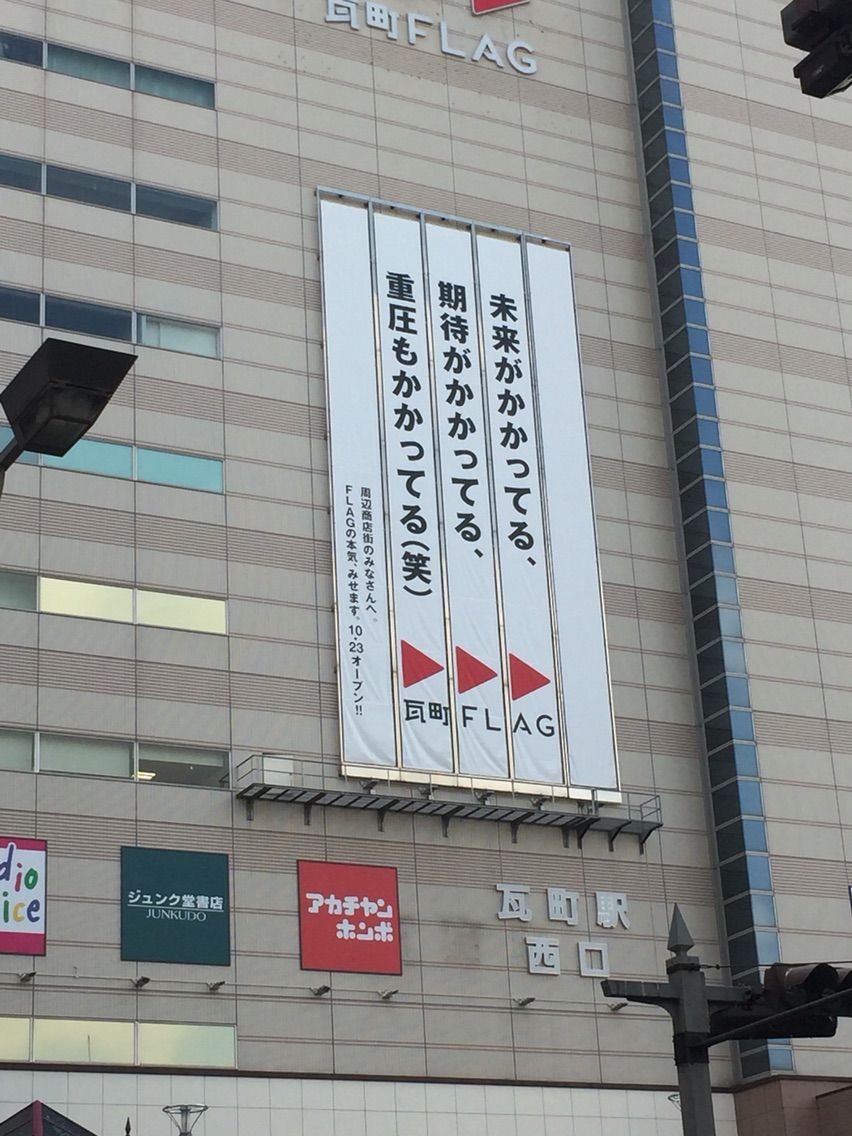 瓦町FLAG
未来がかかってる、
期待がかかってる、
重圧もかかってる(笑)
周辺商店街のみなさんへ。
FLAGの本気、みせます。10・23オープン!!
瓦町FLAG
dio
ice
ジュンク堂書店
JUNKUDO
アカチャン
ホンポ
瓦町駅
西口